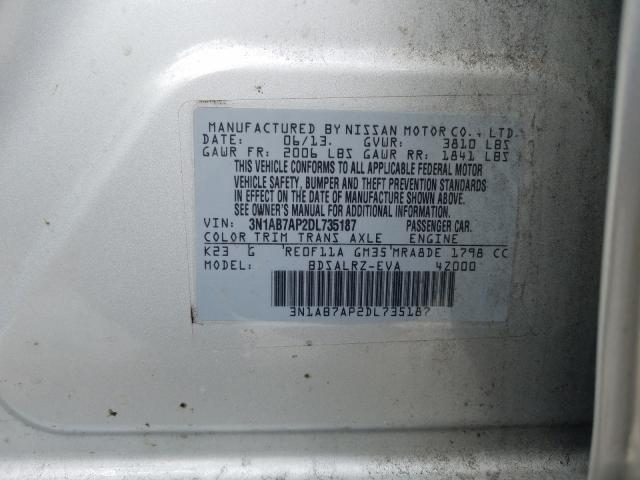 MANUFACTURED BY NISSAN MOTOR CO., LTD.
DATE: 06/13. GVWR: 3810 LBS
GAWR FR: 2006 LBS GAWR RR: 1841 LBS
THIS VEHICLE CONFORMS TO ALL APPLICABLE FEDERAL MOTOR
VEHICLE SAFETY, BUMPER AND THEFT PREVENTION STANDARDS
IN EFFECT ON THE DATE OF MANUFACTURE SHOWN ABOVE.
SEE OWNER'S MANUAL FOR ADDITIONAL INFORMATION.
VIN: 3N1AB7AP2DL735187 PASSENGER CAR.
COLOR TRIM TRANS AXLE ENGINE
K23 G RE0F11A GM35 MRA8DE 1798 CC
BDSALRZ-EVA 42000
3N1AB7AP2DL735187